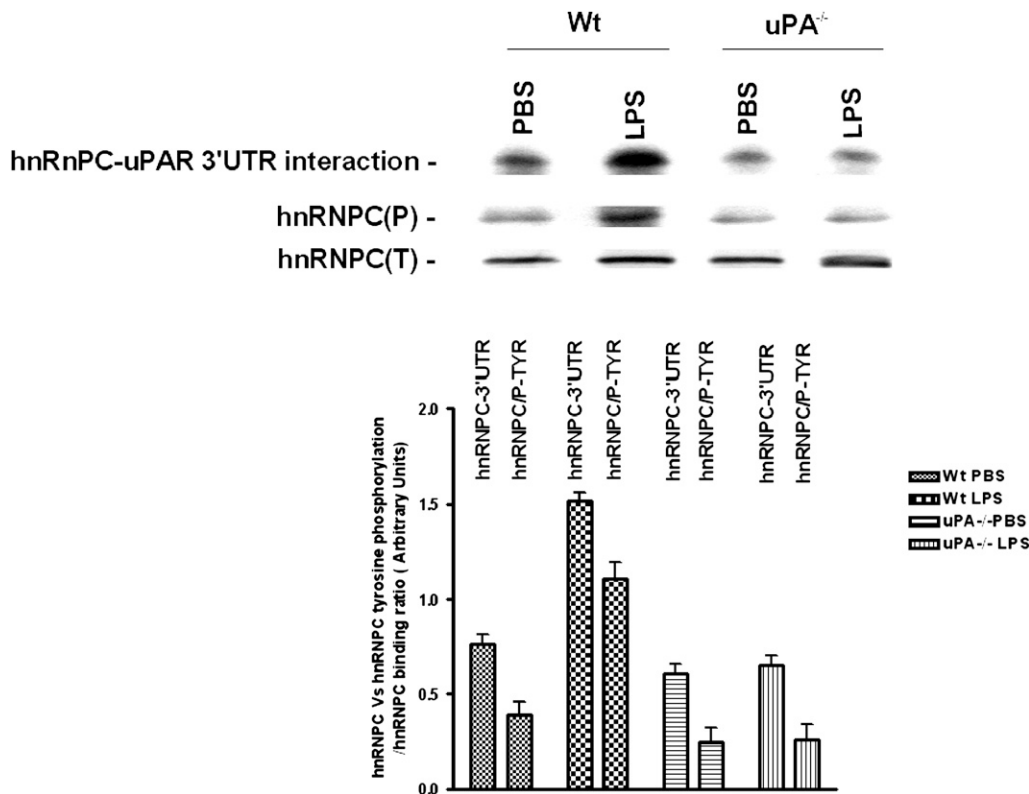 Wt uPA-/-
PBS LPS PBS LPS
hnRnPC-uPAR 3'UTR interaction -
hnRNPC(P) -
hnRNPC(T) -
hnRNPC-3'UTR
hnRNPC/P-TYR
hnRNPC-3'UTR
hnRNPC/P-TYR
hnRNPC-3'UTR
hnRNPC/P-TYR
hnRNPC-3'UTR
hnRNPC/P-TYR
hnRNPC Vs hnRNPC tyrosine phosphorylation
/hnRNPC binding ratio ( Arbitrary Units)
2.0
1.5
1.0
0.5
0.0
Wt PBS
Wt LPS
uPA-/-PBS
uPA-/- LPS